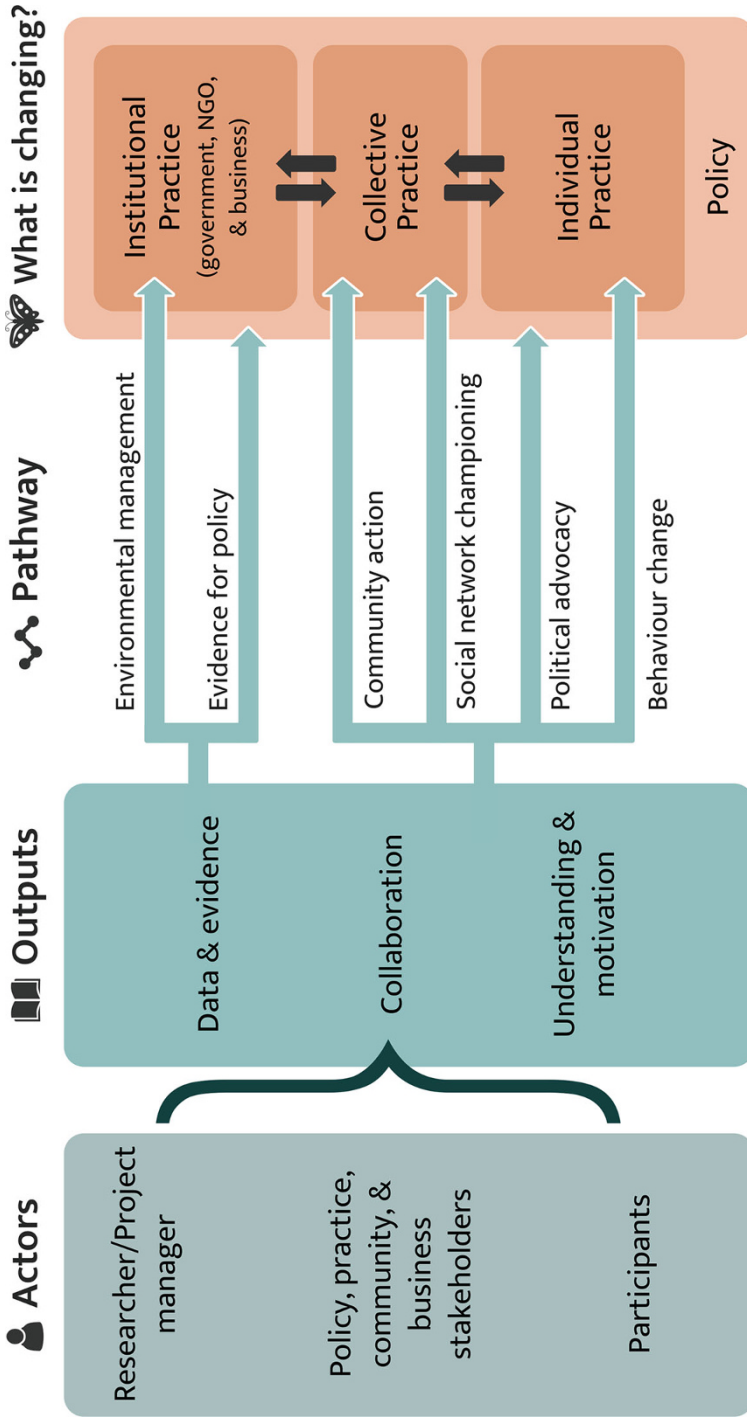 Actors
Researcher/Project
manager
Policy, practice,
community, &
business
stakeholders
Participants
Outputs
Data & evidence
Collaboration
Understanding &
motivation
Pathway
Environmental management
Evidence for policy
Community action
Social network championing
Political advocacy
Behaviour change
What is changing?
Institutional
Practice
(government, NGO,
& business)
Collective
Practice
Individual
Practice
Policy